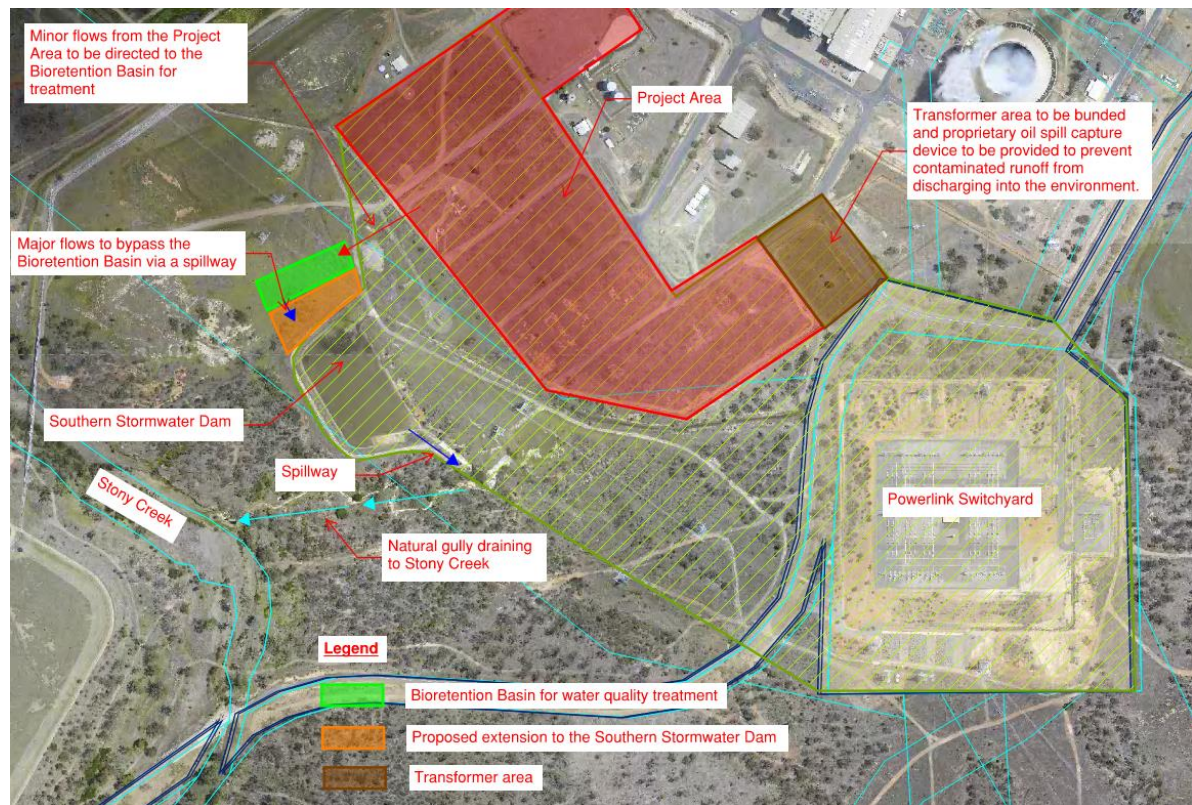 Minor flows from the Project
Area to be directed to the
Bioretention Basin for
treatment
Project Area
Transformer area to be bunded
and proprietary oil spill capture
device to be provided to prevent
contaminated runoff from
discharging into the environment.
Major flows to bypass the
Bioretention Basin via a spillway
Southern Stormwater Dam
Spillway
Stony Creek
Powerlink Switchyard
Natural gully draining
to Stony Creek
Legend
Bioretention Basin for water quality treatment
Proposed extension to the Southern Stormwater Dam
Transformer area